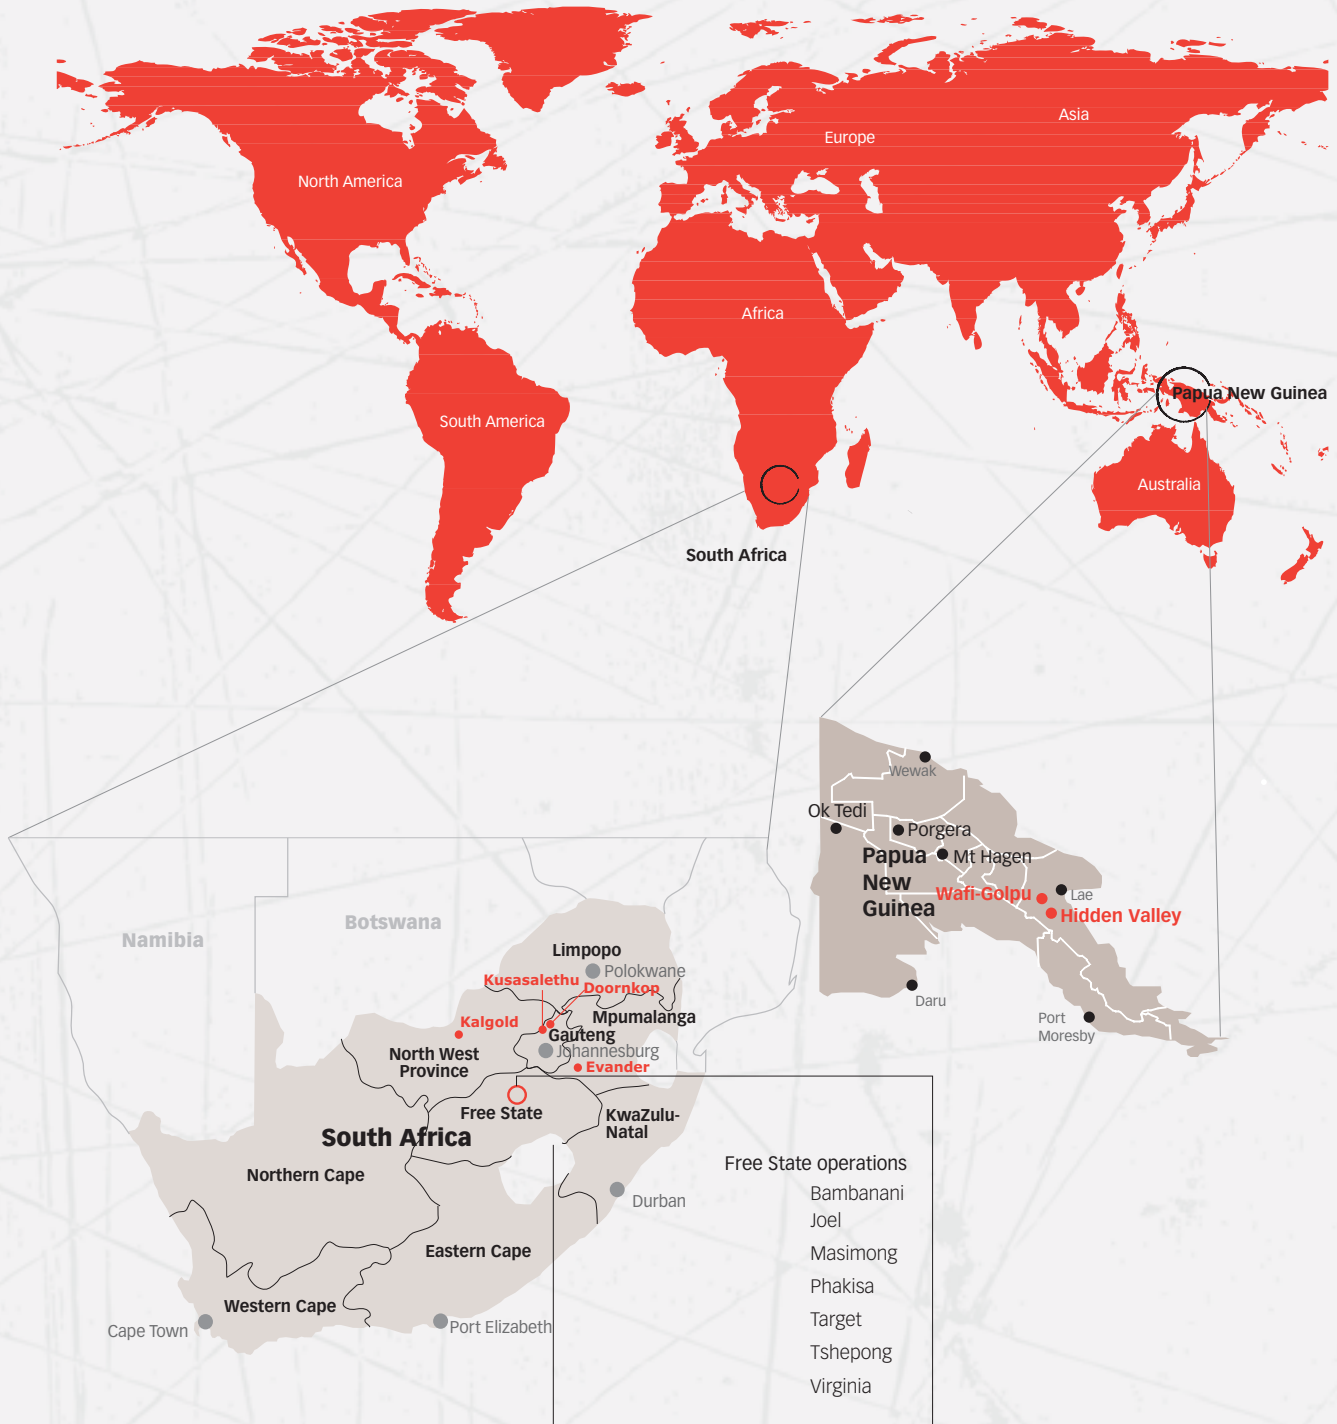 Asia
Europe
North America
Africa
South America
Papua New Guinea
Australia
South Africa
Wewak
Ok Tedi
Porgera
Papua
New
Guinea
Mt Hagen
Wafi-Golpu
Lae
Hidden Valley
Daru
Port
Moresby
Namibia
Botswana
Limpopo
Polokwane
Kusasalethu
Doornkop
Mpumalanga
Kalgold
Gauteng
Johannesburg
North West
Province
Evander
Free State
KwaZulu-
Natal
South Africa
Northern Cape
Durban
Eastern Cape
Western Cape
Cape Town
Port Elizabeth
Free State operations
Bambanani
Joel
Masimong
Phakisa
Target
Tshepong
Virginia